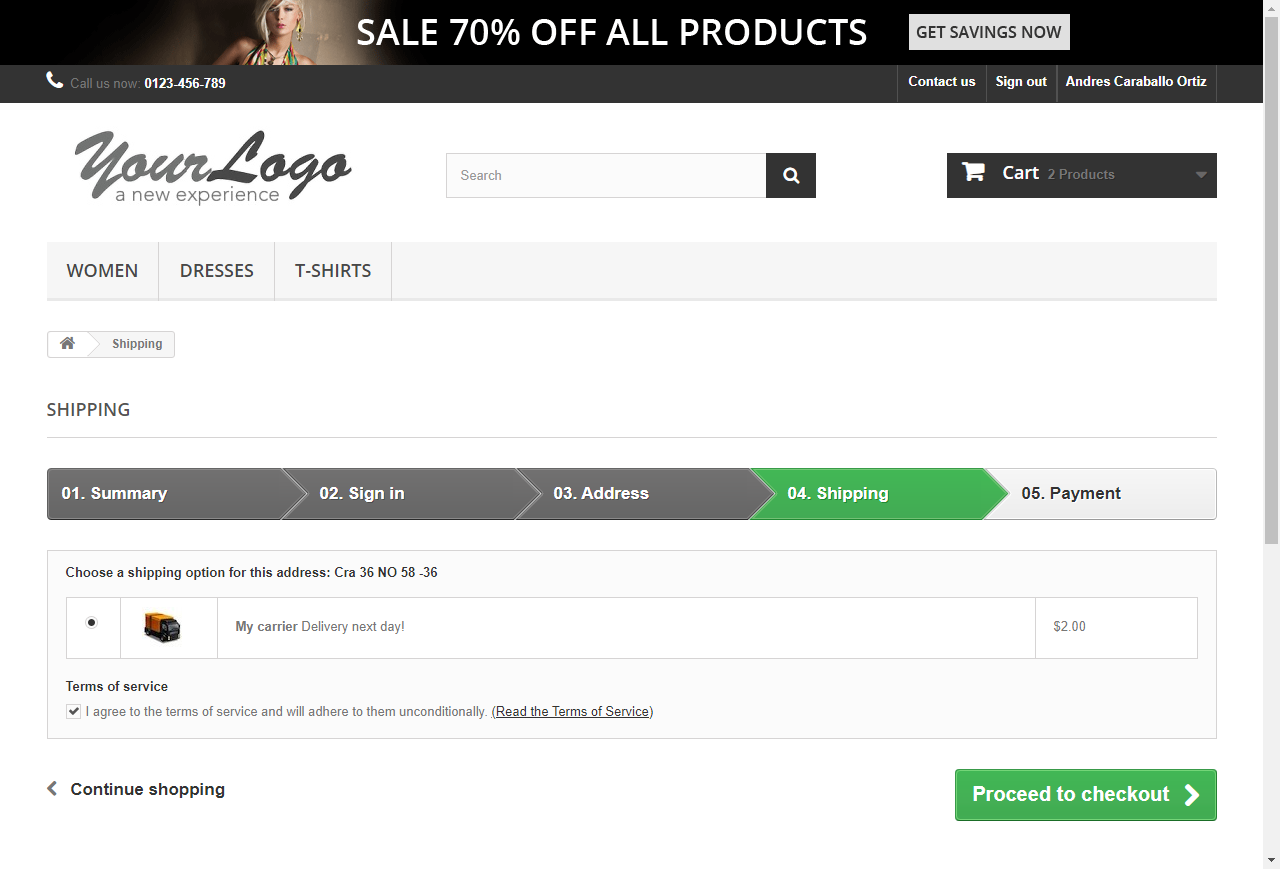 SALE 70% OFF ALL PRODUCTS GET SAVINGS NOW
Call us now: 0123-456-789 Contact us Sign out Andres Caraballo Ortiz
YourLogo
a new experience
Search
Cart 2 Products
WOMEN DRESSES T-SHIRTS
Shipping
SHIPPING
01. Summary 02. Sign in 03. Address 04. Shipping 05. Payment
Choose a shipping option for this address: Cra 36 NO 58 -36
My carrier Delivery next day! $2.00
Terms of service
I agree to the terms of service and will adhere to them unconditionally. (Read the Terms of Service)
Continue shopping Proceed to checkout